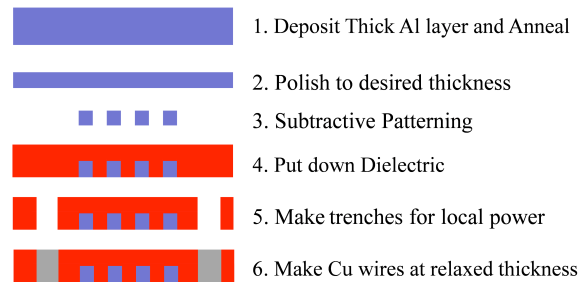 1. Deposit Thick Al layer and Anneal
2. Polish to desired thickness
3. Subtractive Patterning
4. Put down Dielectric
5. Make trenches for local power
6. Make Cu wires at relaxed thickness